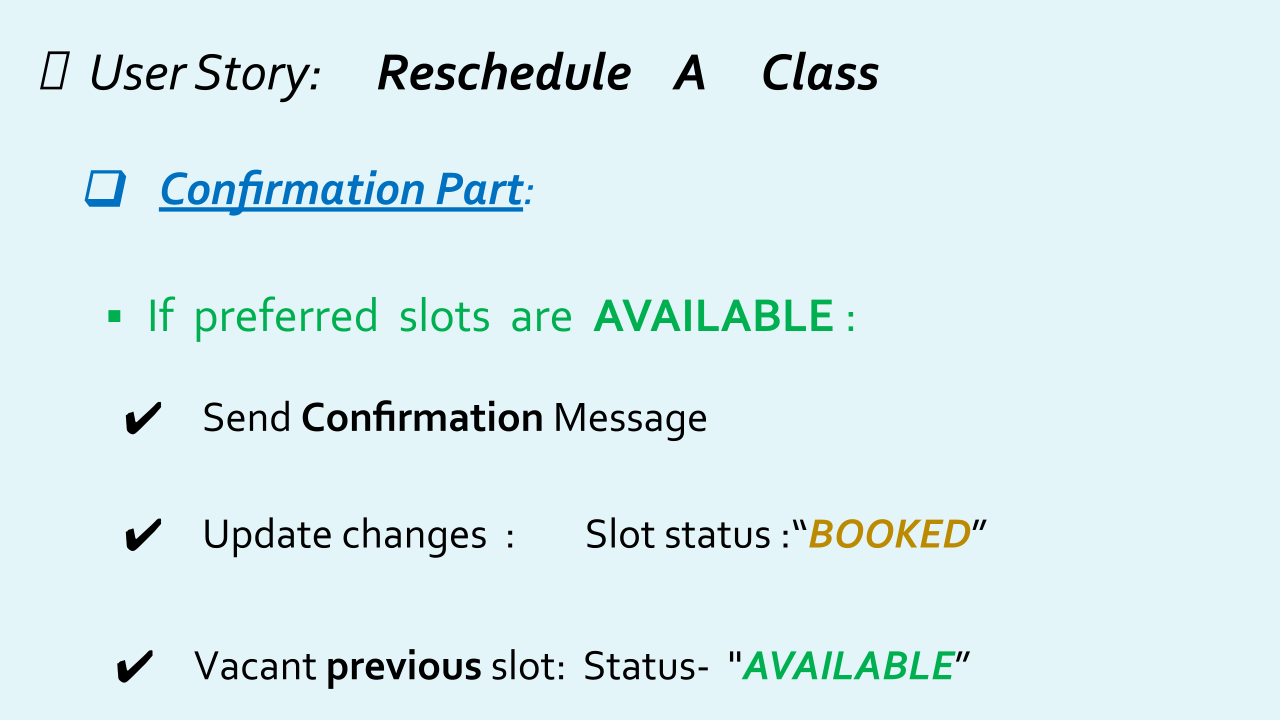 User Story: Reschedule A Class
❑ Confirmation Part:
▪ If preferred slots are AVAILABLE :
✔ Send Confirmation Message
✔ Update changes : Slot status :“BOOKED”
✔ Vacant previous slot: Status- "AVAILABLE”